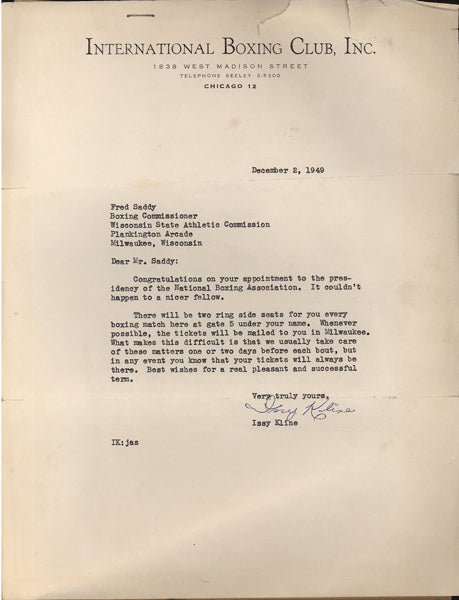 INTERNATIONAL BOXING CLUB, INC.
1838 WEST MADISON STREET
TELEPHONE SEELEY 3-5300
CHICAGO 12
December 2, 1949
Fred Saddy
Boxing Commissioner
Wisconsin State Athletic Commission
Plankington Arcade
Milwaukee, Wisconsin
Dear Mr. Saddy:
Congratulations on your appointment to the pres-
idency of the National Boxing Association. It couldn't
happen to a nicer fellow.
There will be two ring side seats for you every
boxing match here at gate 5 under your name. Whenever
possible, the tickets will be mailed to you in Milwaukee.
What makes this difficult is that we usually take care
of these matters one or two days before each bout, but
in any event you know that your tickets will always be
there. Best wishes for a real pleasant and successful
term.
Very truly yours,
Issy Kline
Issy Kline
IK:jas